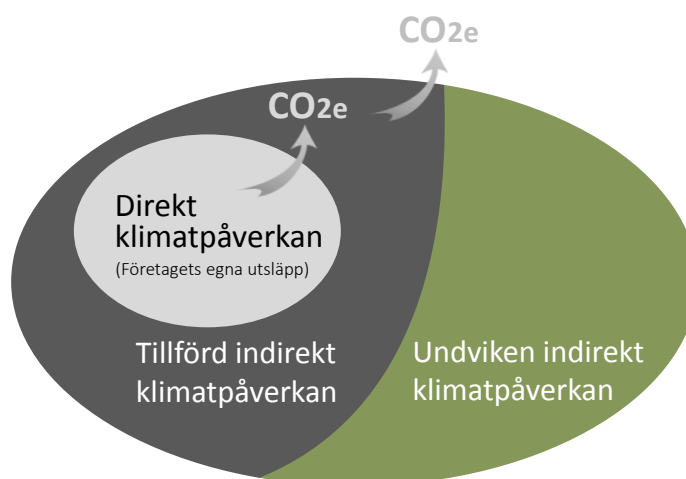 CO2e
CO2e
Direkt
klimatpåverkan
(Företagets egna utsläpp)
Tillförd indirekt
klimatpåverkan
Undviken indirekt
klimatpåverkan